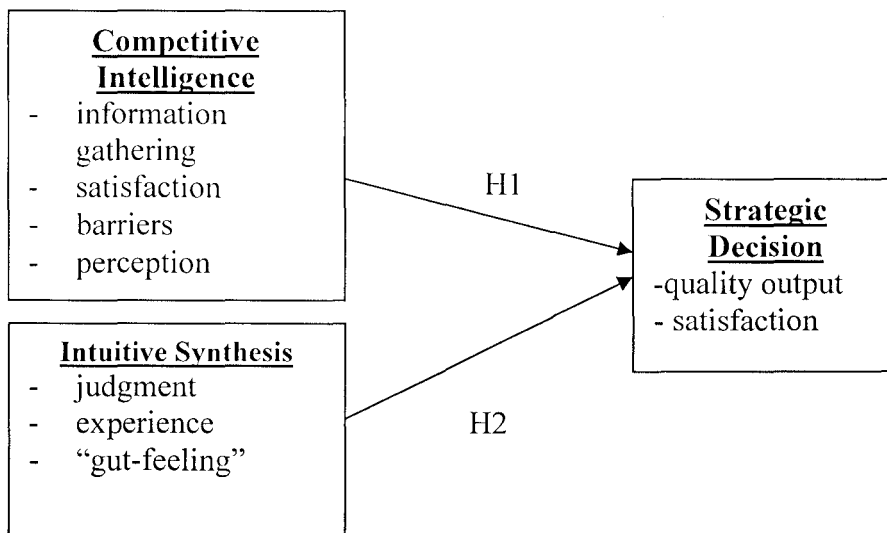 Competitive
Intelligence
- information
gathering
- satisfaction
- barriers
- perception
H1
Strategic
Decision
-quality output
- satisfaction
Intuitive Synthesis
- judgment
- experience
- “gut-feeling”
H2